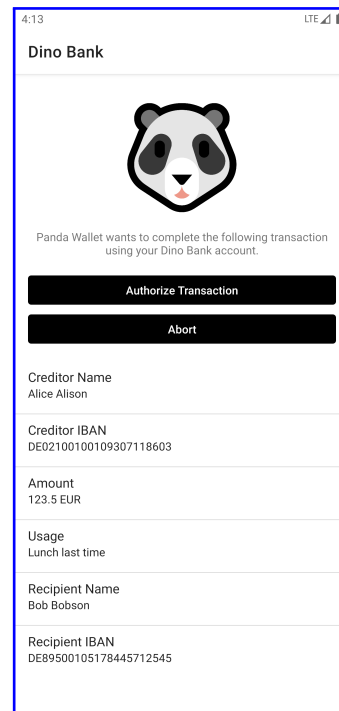 4:13
LTE
Dino Bank
Panda Wallet wants to complete the following transaction
using your Dino Bank account.
Authorize Transaction
Abort
Creditor Name
Alice Alison
Creditor IBAN
DE02100100109307118603
Amount
123.5 EUR
Usage
Lunch last time
Recipient Name
Bob Bobson
Recipient IBAN
DE89500105178445712545